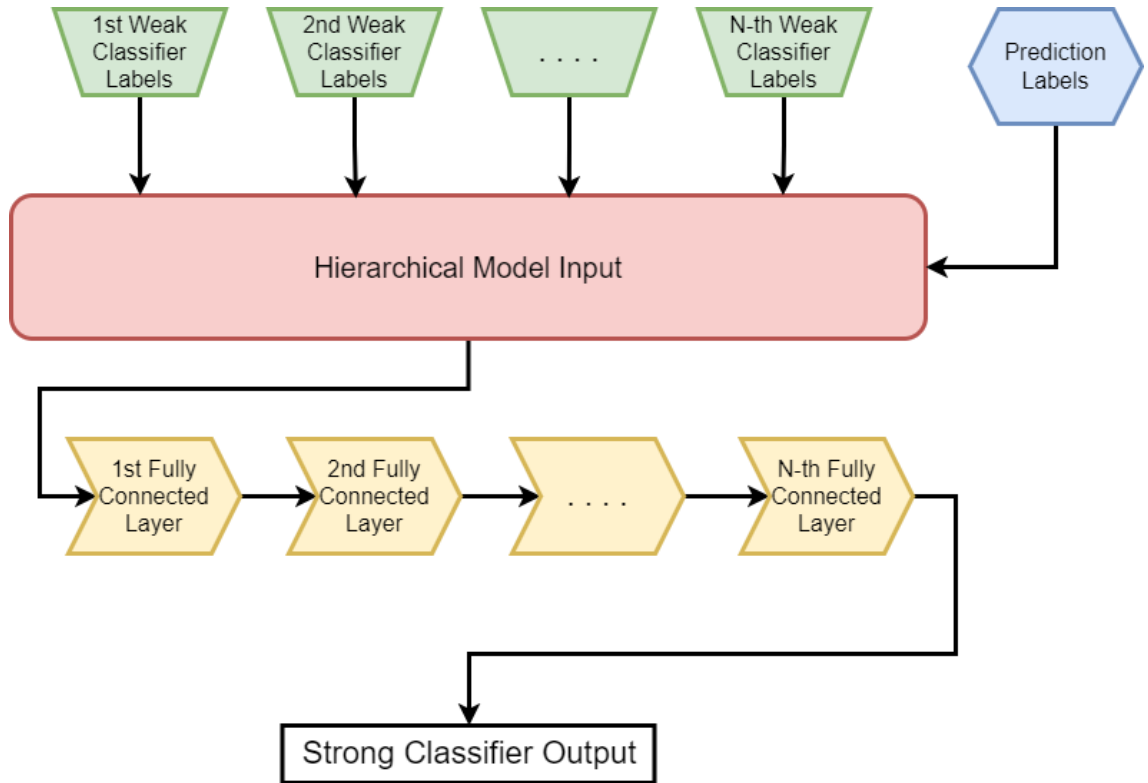 1st Weak
Classifier
Labels
2nd Weak
Classifier
Labels
. . . .
N-th Weak
Classifier
Labels
Prediction
Labels
Hierarchical Model Input
1st Fully
Connected
Layer
2nd Fully
Connected
Layer
. . . .
N-th Fully
Connected
Layer
Strong Classifier Output